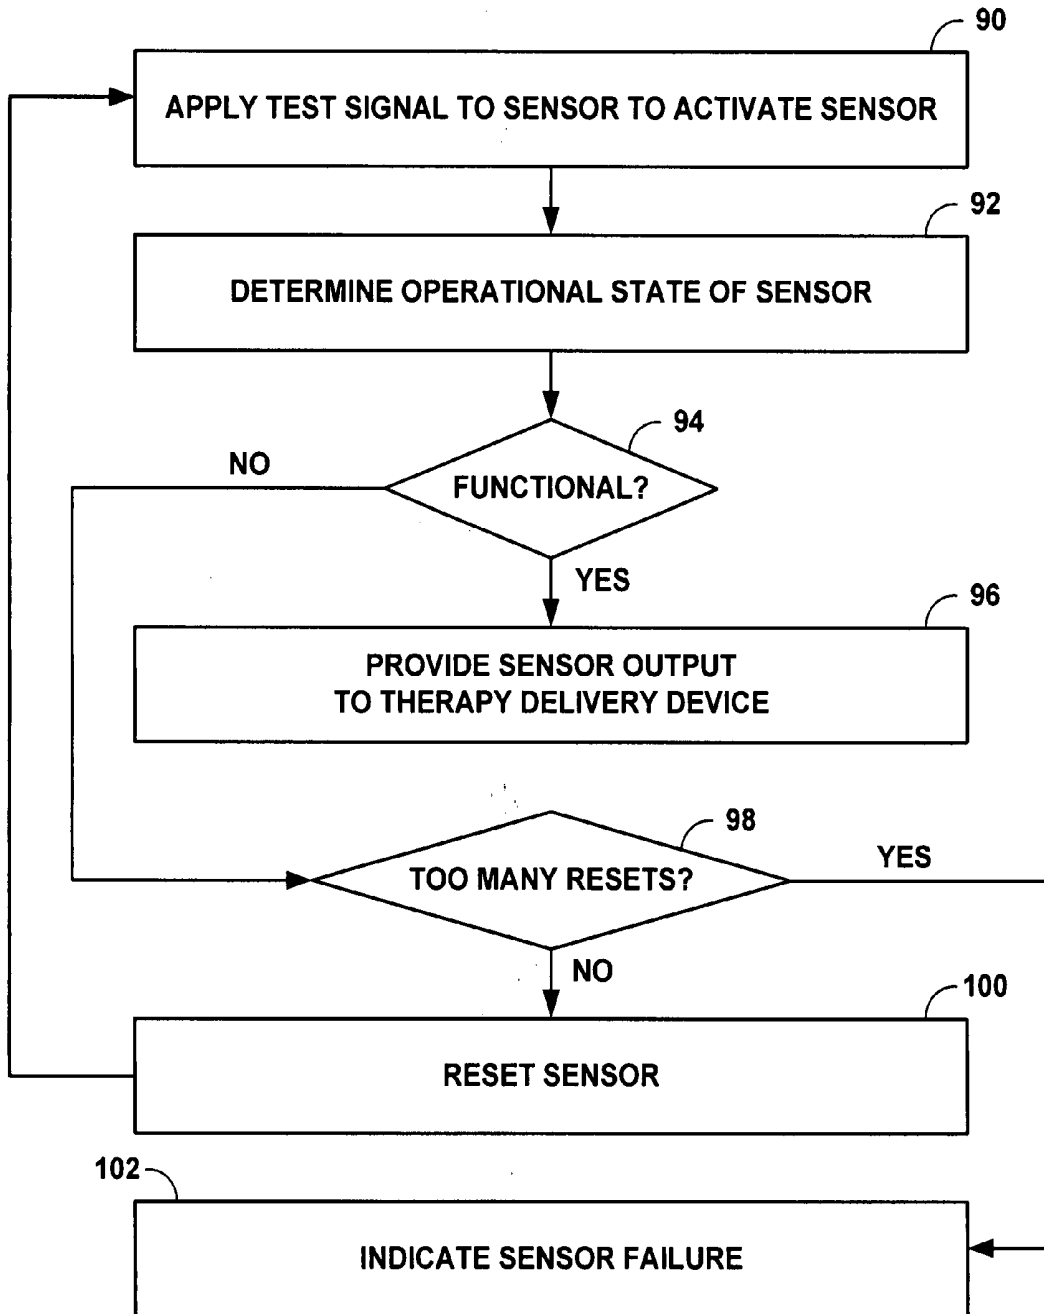 90
APPLY TEST SIGNAL TO SENSOR TO ACTIVATE SENSOR
92
DETERMINE OPERATIONAL STATE OF SENSOR
94
NO
FUNCTIONAL?
YES
96
PROVIDE SENSOR OUTPUT
TO THERAPY DELIVERY DEVICE
98
YES
TOO MANY RESETS?
NO
100
RESET SENSOR
102
INDICATE SENSOR FAILURE